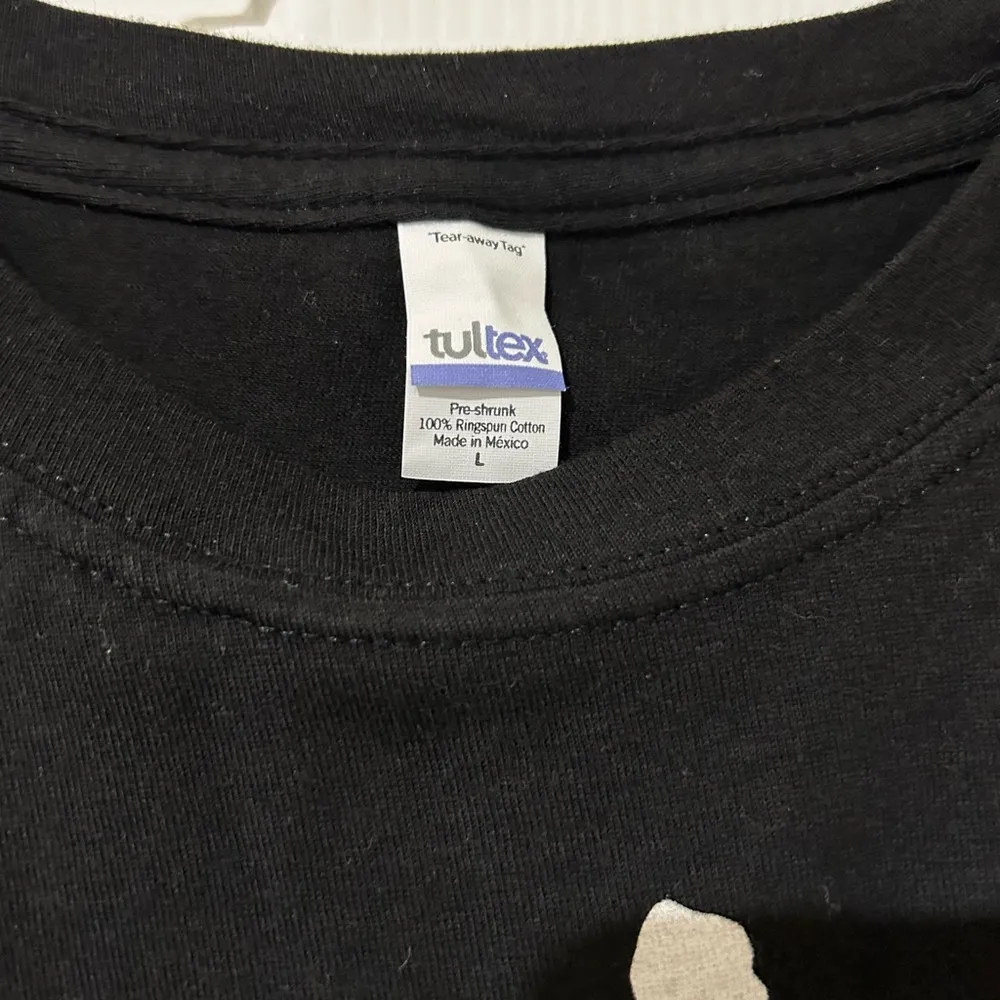 "Tear-away Tag"
tultex
Pre-shrunk
100% Ringspun Cotton
Made in México
L